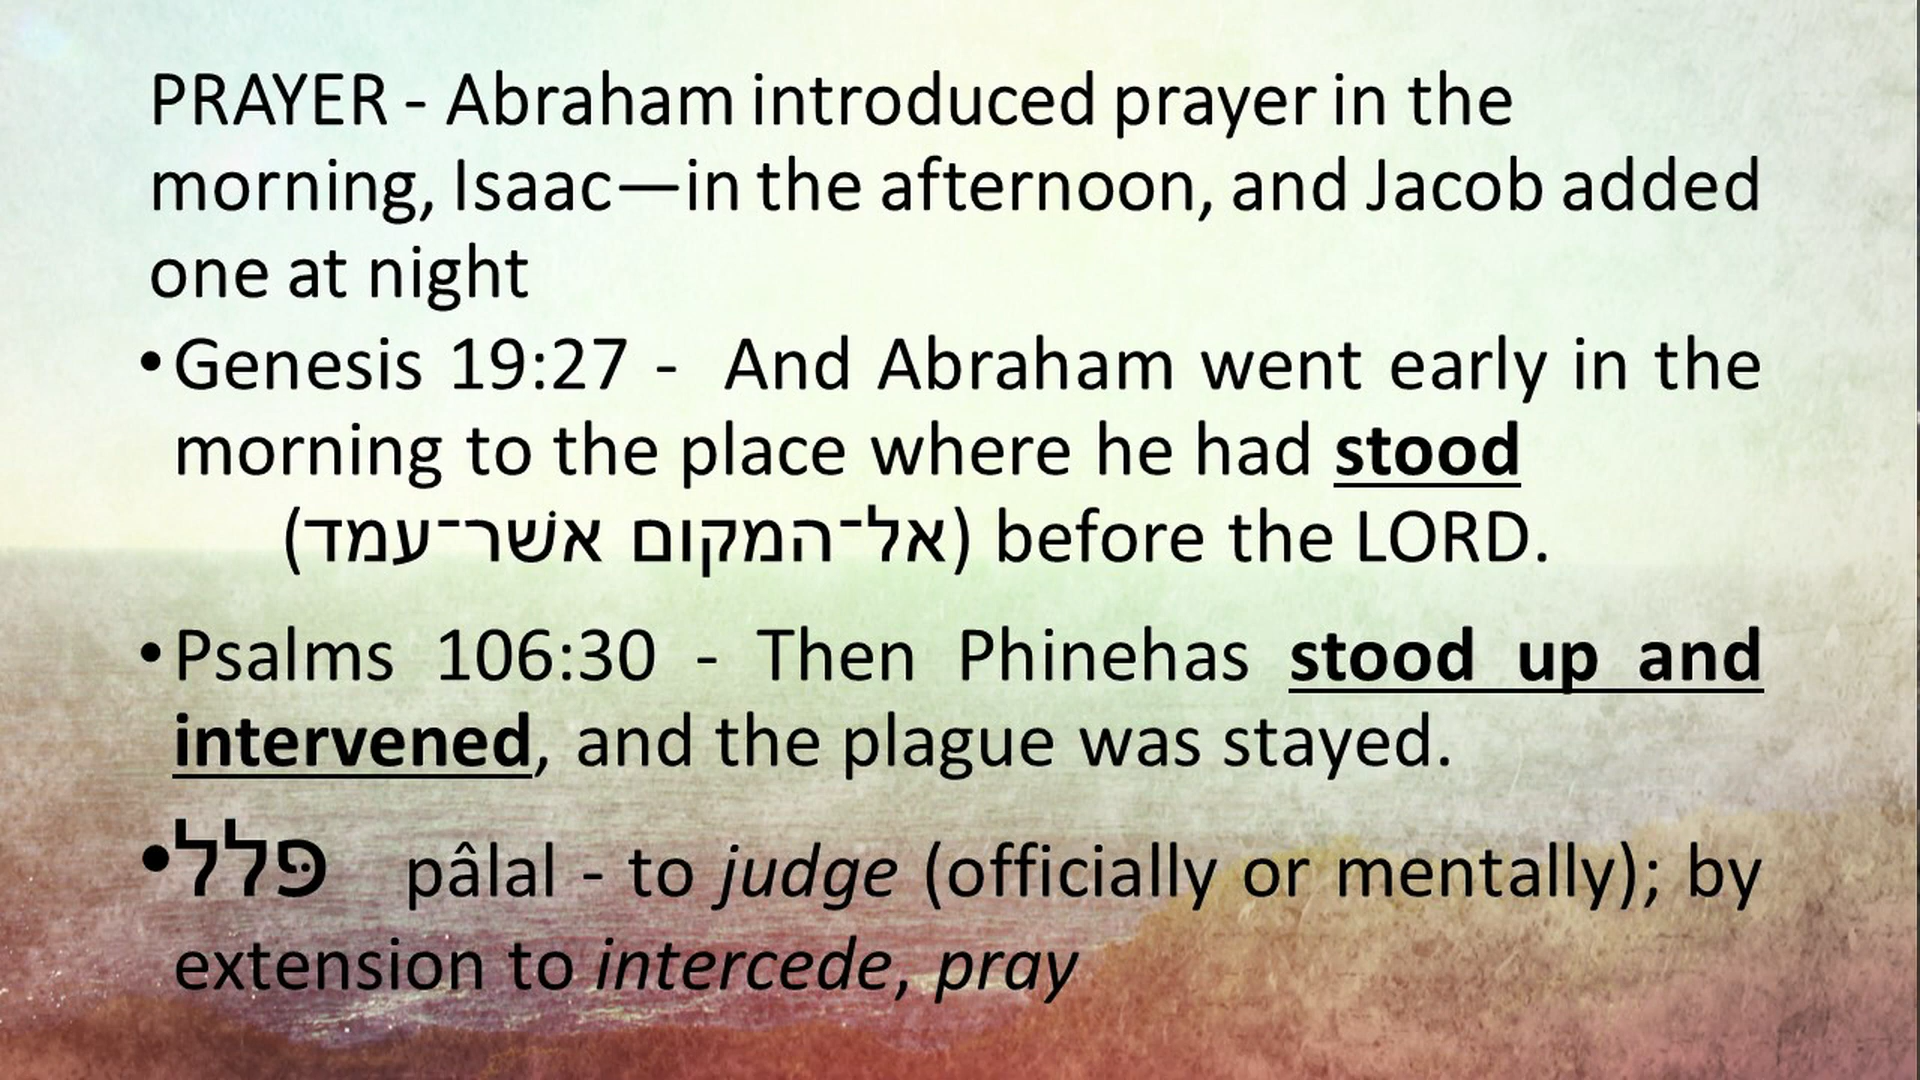 PRAYER - Abraham introduced prayer in the
morning, Isaac—in the afternoon, and Jacob added
one at night
•Genesis 19:27 - And Abraham went early in the
morning to the place where he had stood
(אל־המקום אשׁר־עמד) before the LORD.
•Psalms 106:30 - Then Phinehas stood up and
intervened, and the plague was stayed.
•פּלל pâlal - to judge (officially or mentally); by
extension to intercede, pray